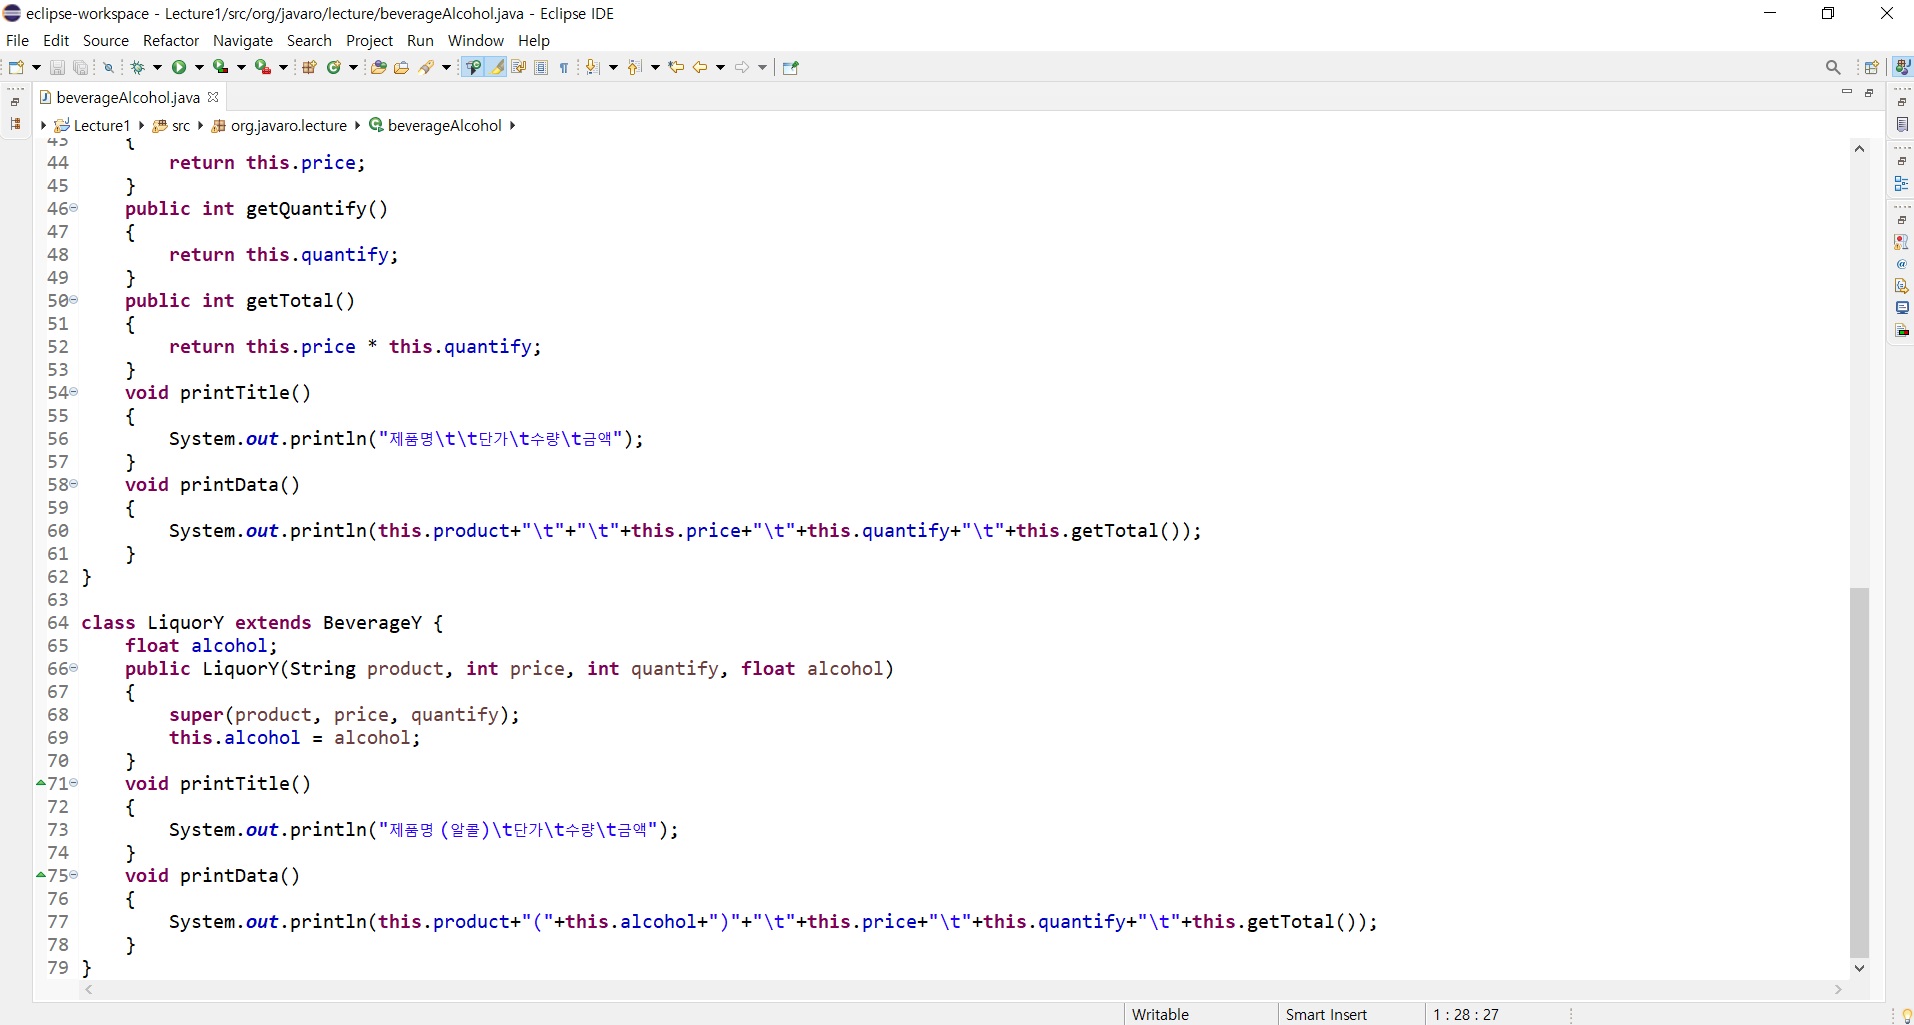 eclipse-workspace - Lecture1/src/org/javaro/lecture/beverageAlcohol.java - Eclipse IDE
File Edit Source Refactor Navigate Search Project Run Window Help
beverageAlcohol.java
Lecture1 src org.javaro.lecture beverageAlcohol
43 {
44 return this.price;
45 }
46 public int getQuantify()
47 {
48 return this.quantify;
49 }
50 public int getTotal()
51 {
52 return this.price * this.quantify;
53 }
54 void printTitle()
55 {
56 System.out.println("제품명\t\t단가\t수량\t금액");
57 }
58 void printData()
59 {
60 System.out.println(this.product+"\t"+"\t"+this.price+"\t"+this.quantify+"\t"+this.getTotal());
61 }
62 }
63
64 class LiquorY extends BeverageY {
65 float alcohol;
66 public LiquorY(String product, int price, int quantify, float alcohol)
67 {
68 super(product, price, quantify);
69 this.alcohol = alcohol;
70 }
71 void printTitle()
72 {
73 System.out.println("제품명(알콜)\t단가\t수량\t금액");
74 }
75 void printData()
76 {
77 System.out.println(this.product+"("+this.alcohol+")"+"\t"+this.price+"\t"+this.quantify+"\t"+this.getTotal());
78 }
79 }
Writable Smart Insert 1 : 28 : 27